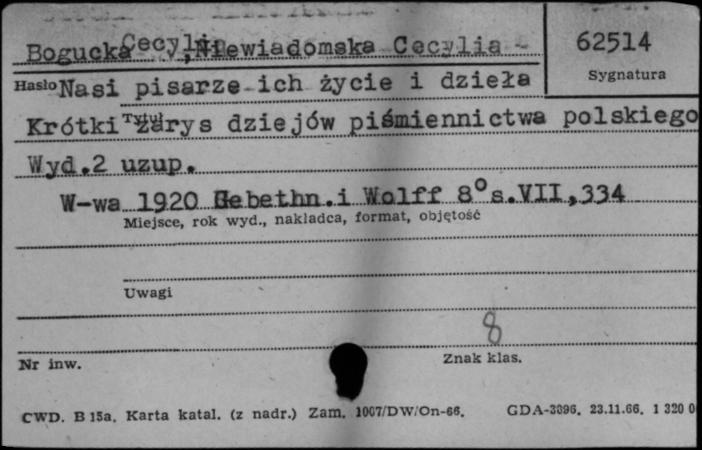 Bogucka Cecylia, Niewiadomska Cecylia -
62514
Sygnatura
Hasło Nasi pisarze ich życie i dzieła
Krótki zarys dziejów piśmiennictwa polskiego
Tytuł
Wyd.2 uzup.
W-wa 1920 Gebethn.i Wolff 8° s.VII,334
Miejsce, rok wyd., nakładca, format, objętość
Uwagi
8
Nr inw.
Znak klas.
CWD. B 15a. Karta katal. (z nadr.) Zam. 1007/DW/On-66. GDA-3896. 23.11.66. 1 320 0